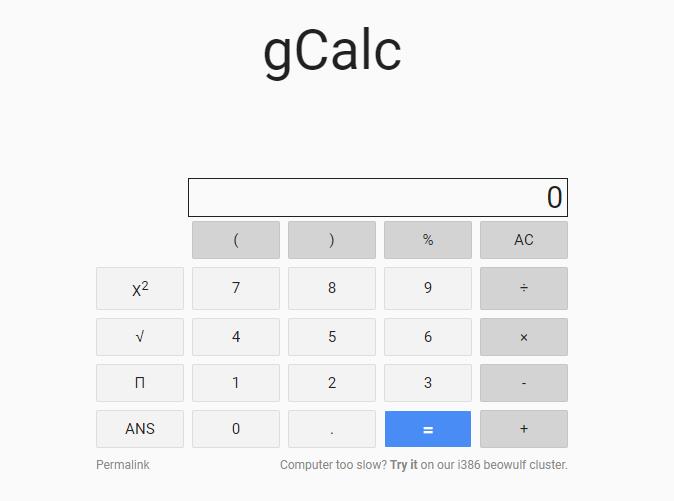 gCalc
0
( ) % AC
X2 7 8 9 ÷
√ 4 5 6 ×
Π 1 2 3 -
ANS 0 . = +
Permalink Computer too slow? Try it on our i386 beowulf cluster.